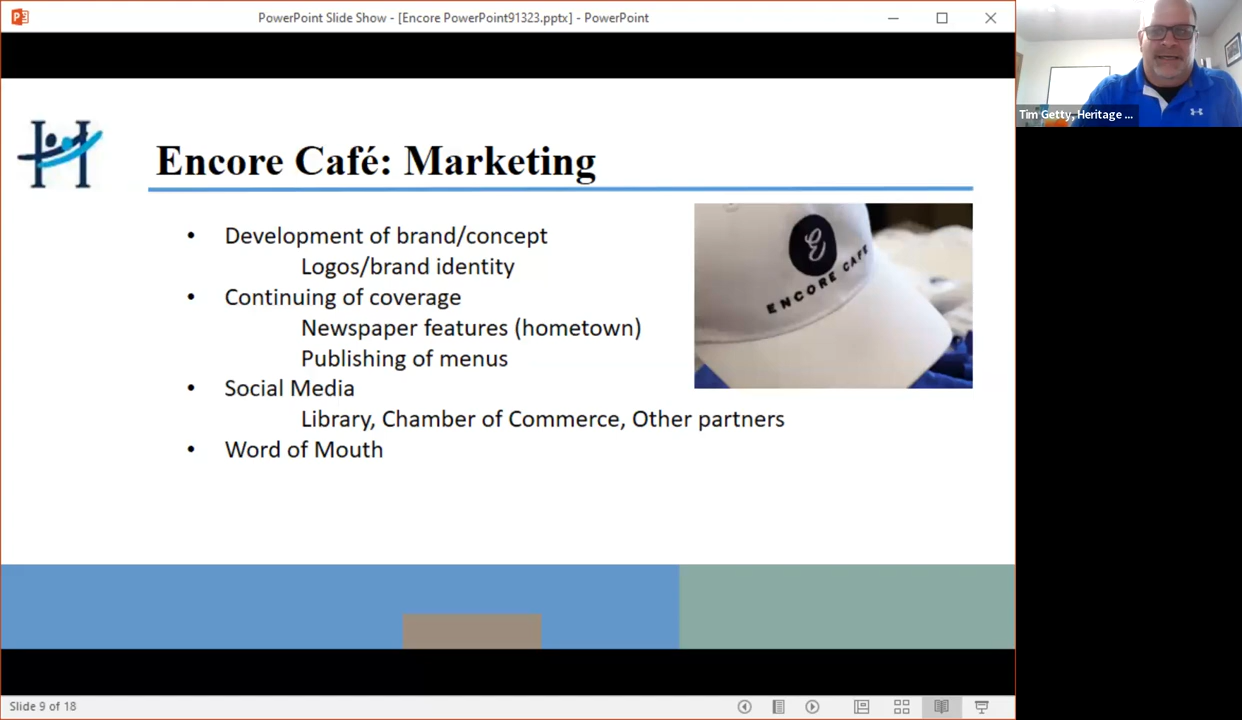 PowerPoint Slide Show - [Encore PowerPoint91323.pptx] - PowerPoint
Tim Getty, Heritage ...
H
Encore Café: Marketing
• Development of brand/concept
Logos/brand identity
• Continuing of coverage
Newspaper features (hometown)
Publishing of menus
• Social Media
Library, Chamber of Commerce, Other partners
• Word of Mouth
E
ENCORE CAFE
Slide 9 of 18